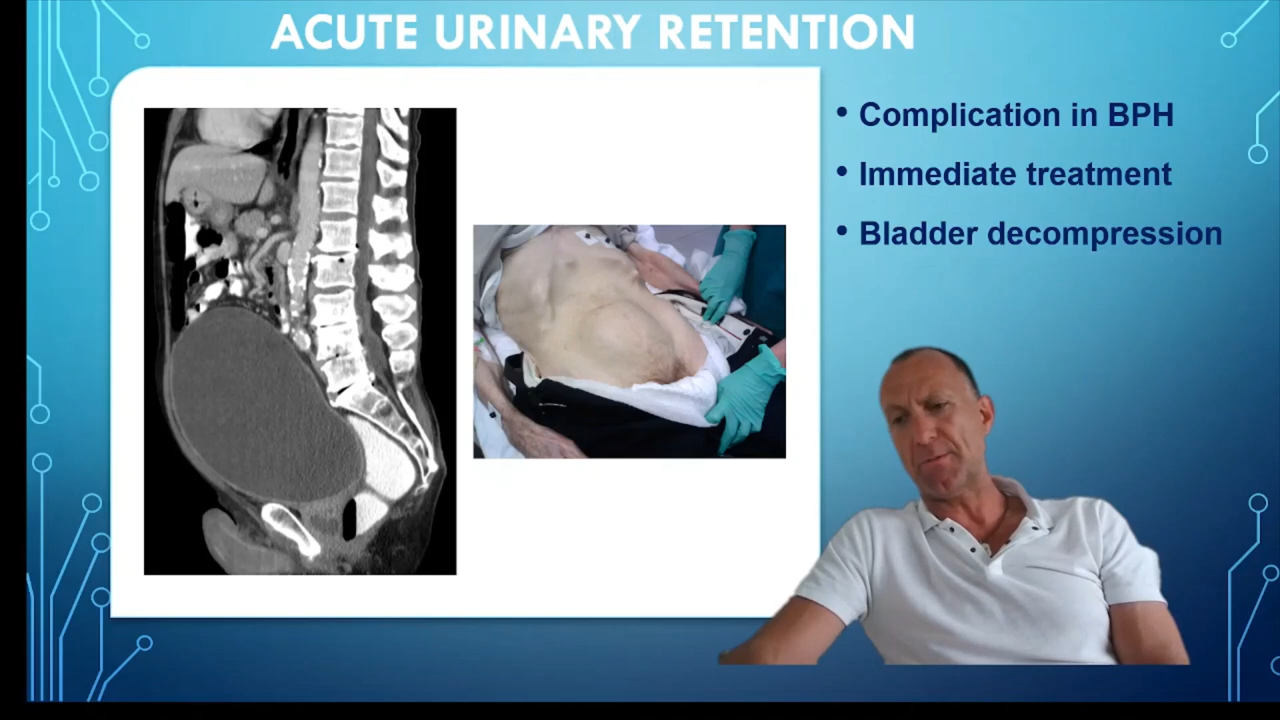 ACUTE URINARY RETENTION
• Complication in BPH
• Immediate treatment
• Bladder decompression